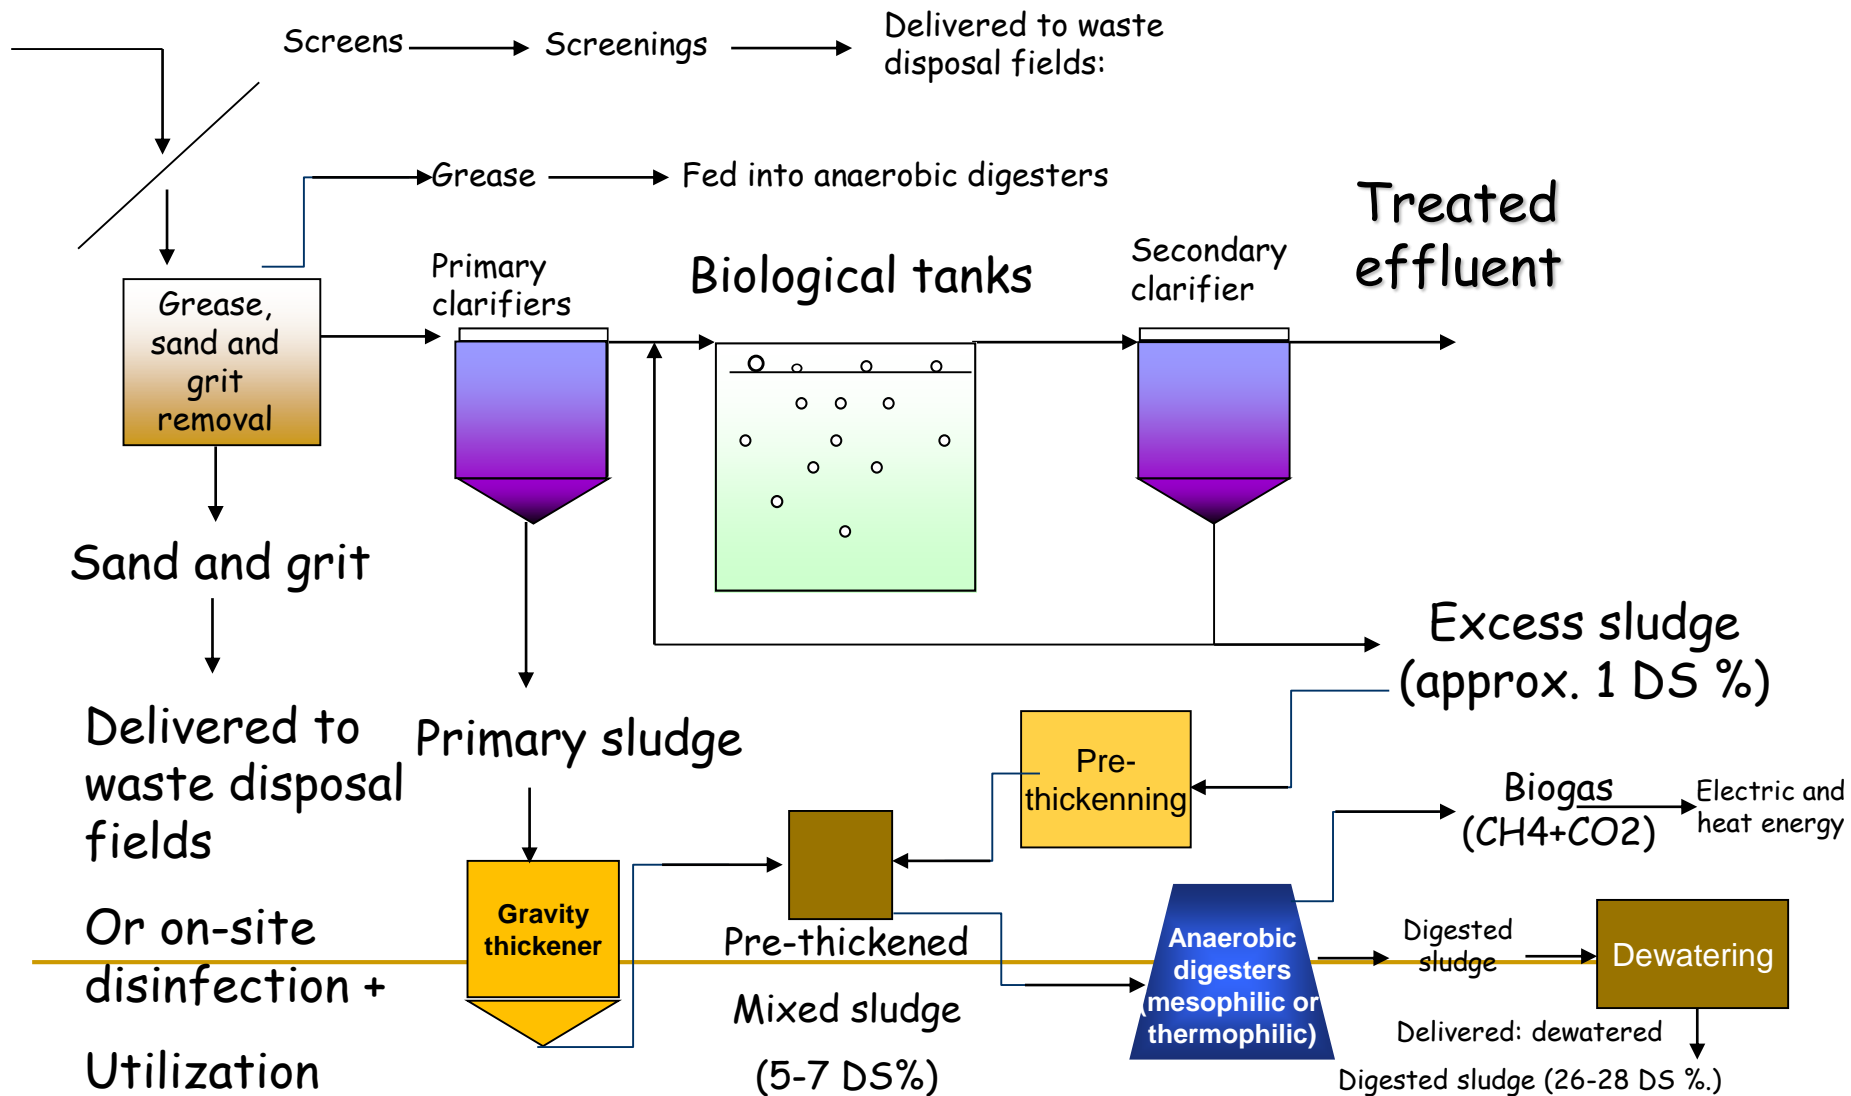 Screens
Screenings
Delivered to waste
disposal fields:
Grease
Fed into anaerobic digesters
Treated
effluent
Grease,
sand and
grit
removal
Primary
clarifiers
Biological tanks
Secondary
clarifier
Sand and grit
Excess sludge
(approx. 1 DS %)
Delivered to
waste disposal
fields
Or on-site
disinfection +
Utilization
Primary sludge
Pre-
thickenning
Biogas
(CH4+CO2)
Electric and
heat energy
Gravity
thickener
Pre-thickened
Mixed sludge
(5-7 DS%)
Anaerobic
digesters
(mesophilic or
thermophilic)
Digested
sludge
Dewatering
Delivered: dewatered
Digested sludge (26-28 DS %.)